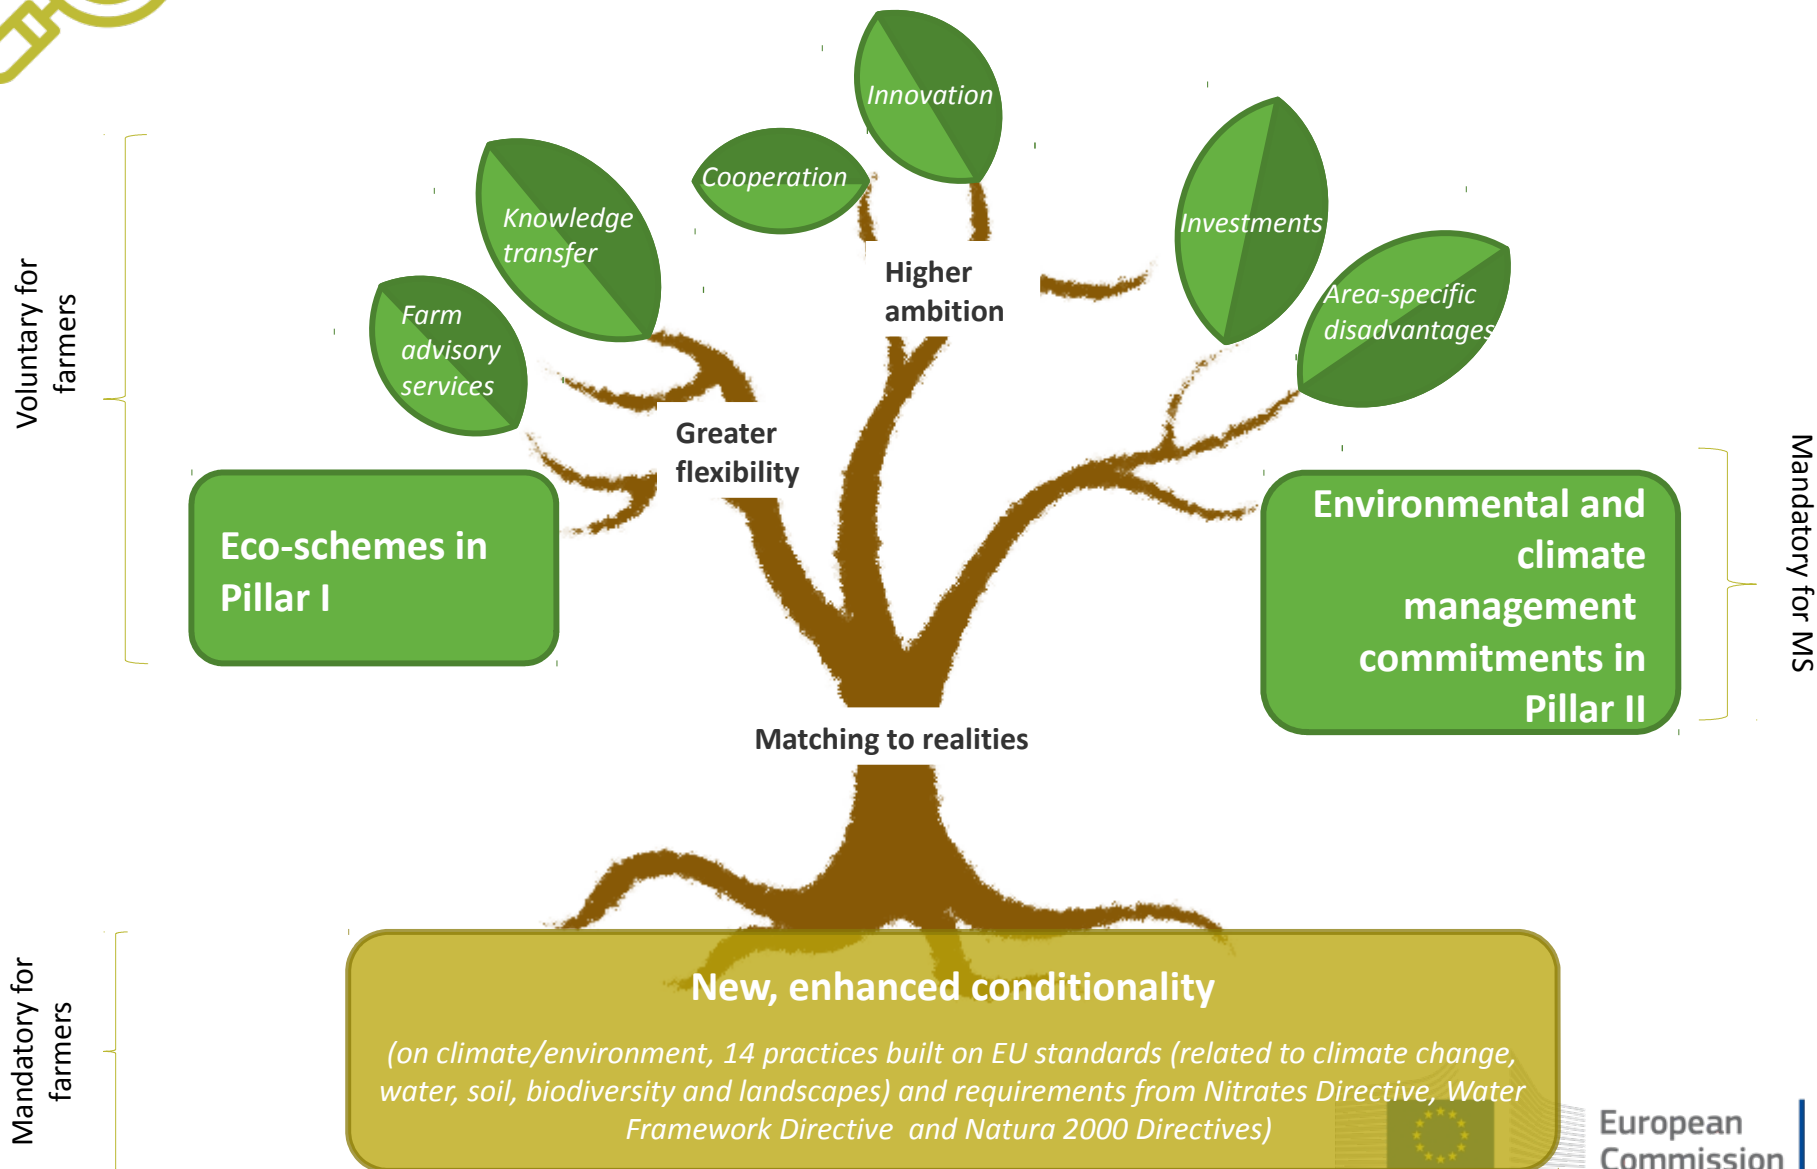 Innovation
Cooperation
Knowledge
transfer
Investments
Farm
advisory
services
Area-specific
disadvantages
Higher
ambition
Greater
flexibility
Voluntary for
farmers
Eco-schemes in
Pillar I
Environmental and
climate
management
commitments in
Pillar II
Mandatory for MS
Matching to realities
Mandatory for
farmers
New, enhanced conditionality
(on climate/environment, 14 practices built on EU standards (related to climate change,
water, soil, biodiversity and landscapes) and requirements from Nitrates Directive, Water
Framework Directive and Natura 2000 Directives)
European
Commission